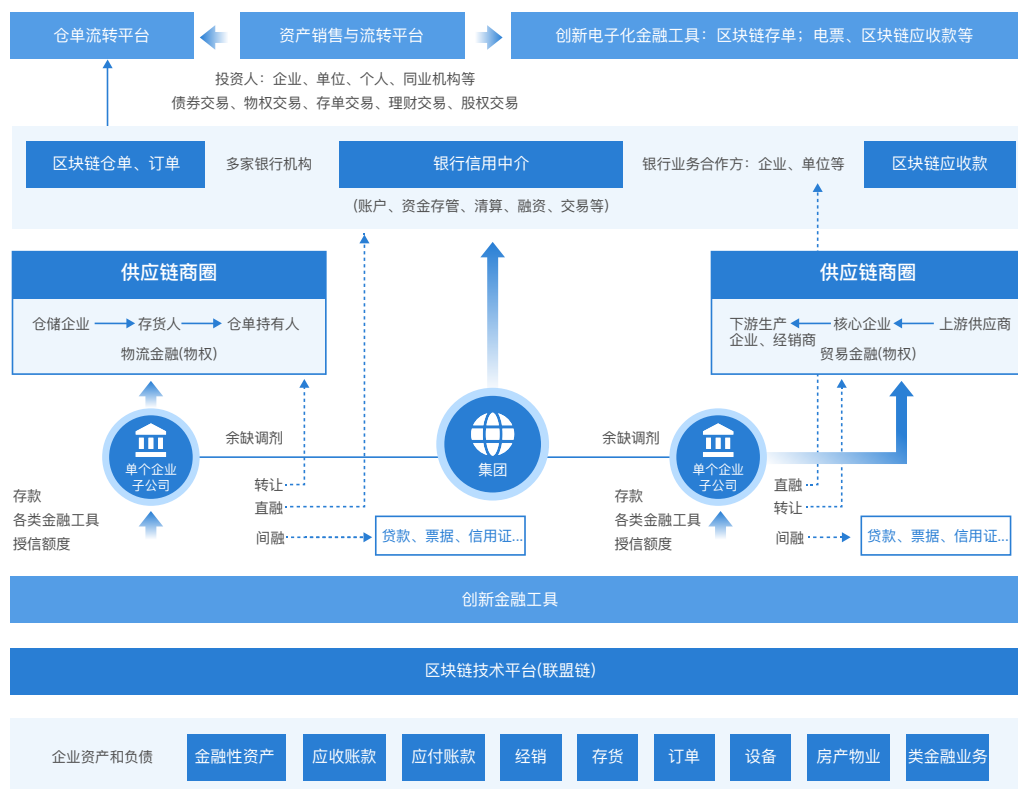 仓单流转平台
资产销售与流转平台
创新电子化金融工具：区块链存单；电票、区块链应收款等
投资人：企业、单位、个人、同业机构等
债券交易、物权交易、存单交易、理财交易、股权交易
区块链仓单、订单
多家银行机构
银行信用中介
银行业务合作方：企业、单位等
区块链应收款
(账户、资金存管、清算、融资、交易等)
供应链商圈
仓储企业
存货人
仓单持有人
物流金融(物权)
供应链商圈
下游生产
企业、经销商
核心企业
上游供应商
贸易金融(物权)
单个企业
子公司
余缺调剂
集团
余缺调剂
单个企业
子公司
存款
各类金融工具
授信额度
转让
直融
间融
贷款、票据、信用证...
存款
各类金融工具
授信额度
直融
转让
间融
贷款、票据、信用证...
创新金融工具
区块链技术平台(联盟链)
企业资产和负债
金融性资产
应收账款
应付账款
经销
存货
订单
设备
房产物业
类金融业务